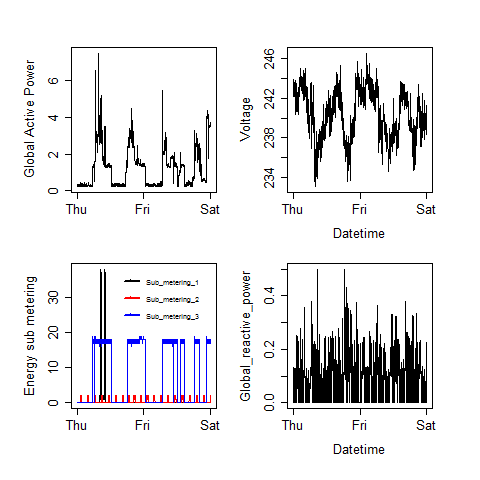 Global Active Power
0 2 4 6
Thu Fri Sat
Voltage
234 238 242 246
Thu Fri Sat
Datetime
Energy sub metering
0 10 20 30
Sub_metering_1
Sub_metering_2
Sub_metering_3
Thu Fri Sat
Global_reactive_power
0.0 0.2 0.4
Thu Fri Sat
Datetime